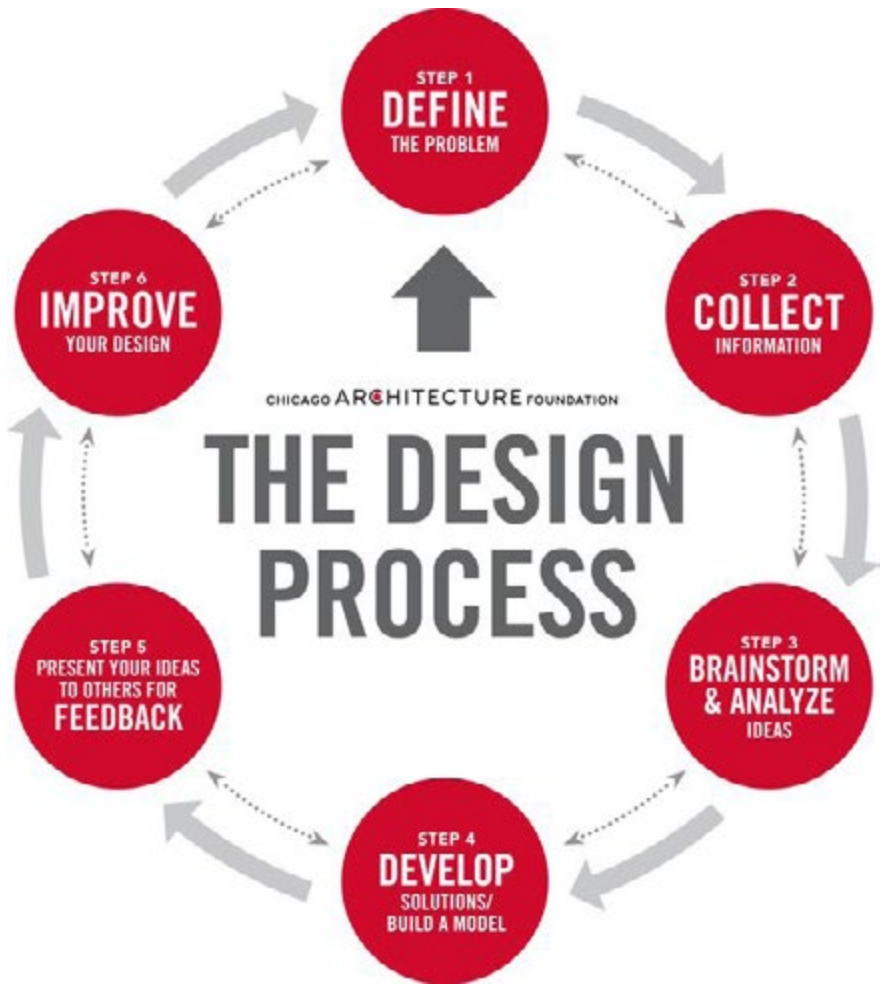 STEP 1
DEFINE
THE PROBLEM
STEP 2
COLLECT
INFORMATION
STEP 3
BRAINSTORM
& ANALYZE
IDEAS
STEP 4
DEVELOP
SOLUTIONS/
BUILD A MODEL
STEP 5
PRESENT YOUR IDEAS
TO OTHERS FOR
FEEDBACK
STEP 6
IMPROVE
YOUR DESIGN
CHICAGO ARCHITECTURE FOUNDATION
THE DESIGN
PROCESS